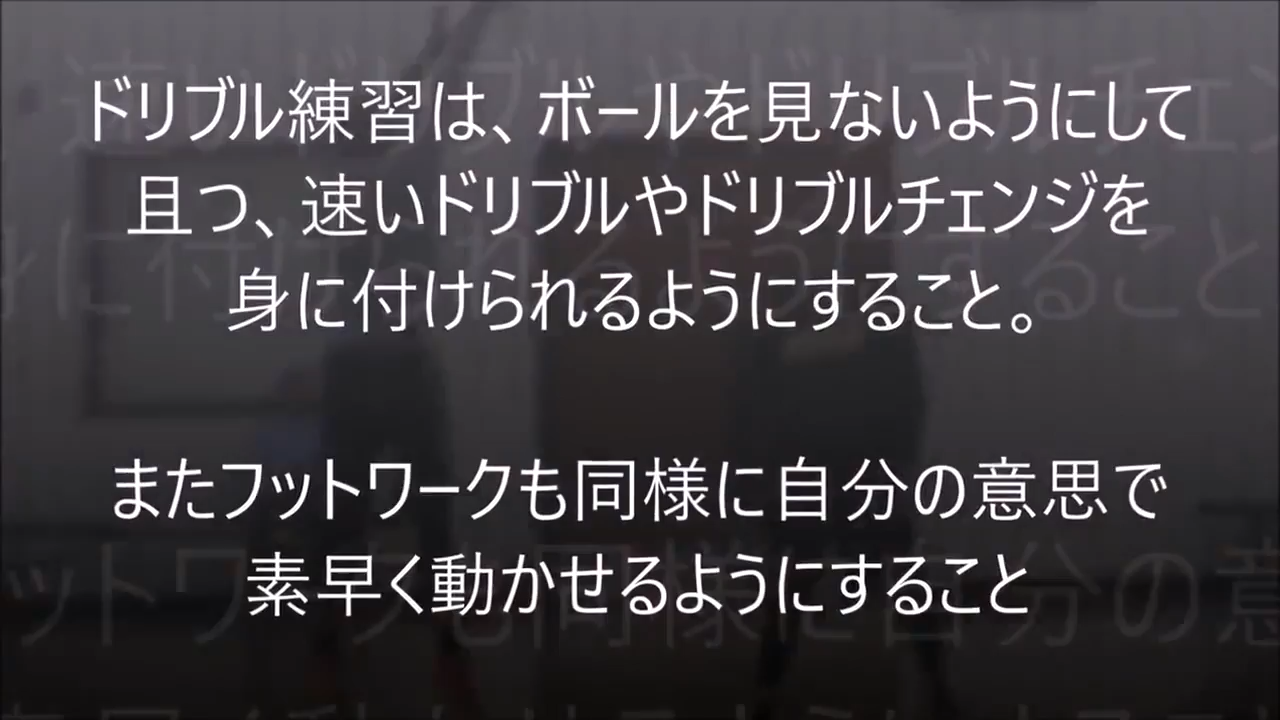 ドリブル練習は、ボールを見ないようにして
且つ、速いドリブルやドリブルチェンジを
身に付けられるようにすること。
またフットワークも同様に自分の意思で
素早く動かせるようにすること